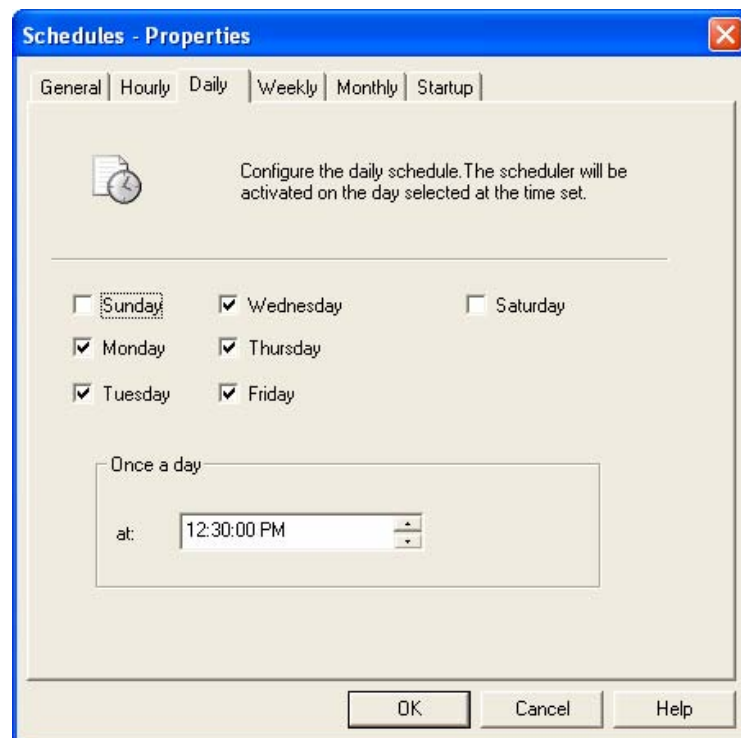 Schedules - Properties
General Hourly Daily Weekly Monthly Startup
Configure the daily schedule.The scheduler will be
activated on the day selected at the time set.
Sunday Wednesday Saturday
Monday Thursday
Tuesday Friday
Once a day
at: 12:30:00 PM
OK Cancel Help